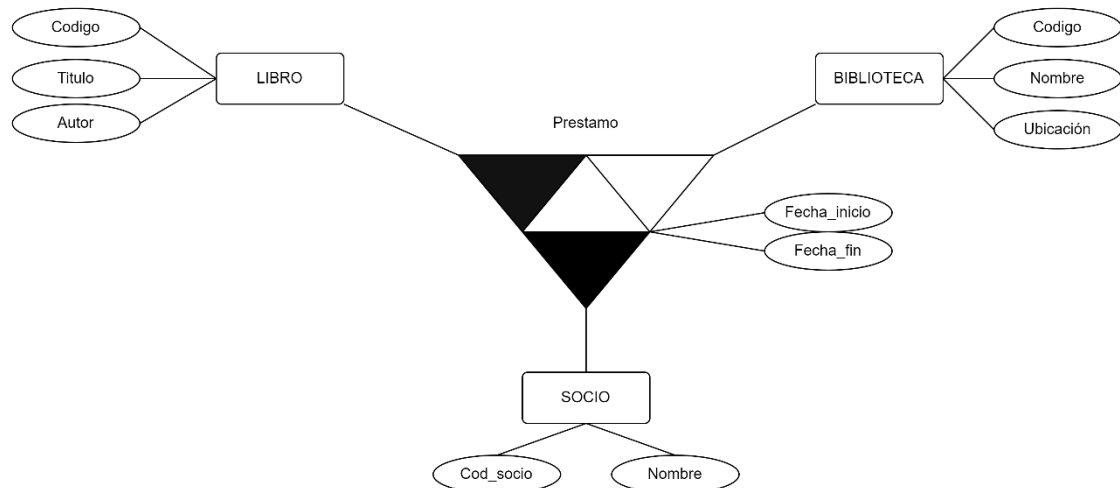 Codigo
Titulo
Autor
LIBRO
Prestamo
BIBLIOTECA
Codigo
Nombre
Ubicación
Fecha_inicio
Fecha_fin
SOCIO
Cod_socio
Nombre